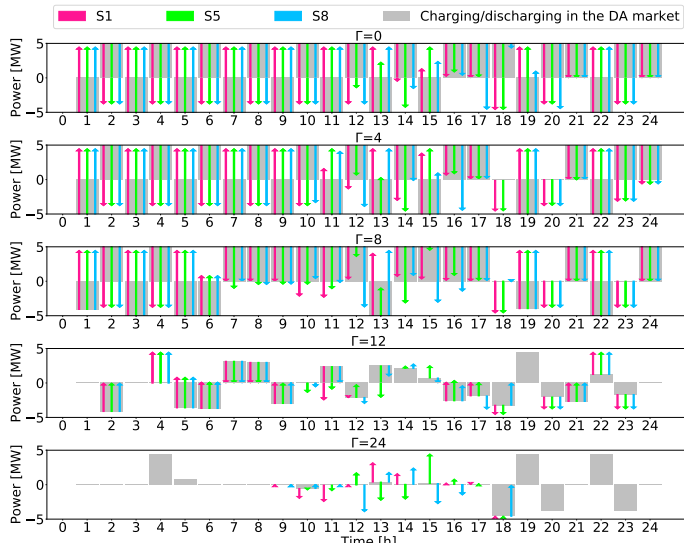 S1 S5 S8 Charging/discharging in the DA market
Γ=0
Power [MW]
5
0
−5
0 1 2 3 4 5 6 7 8 9 10 11 12 13 14 15 16 17 18 19 20 21 22 23 24
Γ=4
Power [MW]
5
0
−5
0 1 2 3 4 5 6 7 8 9 10 11 12 13 14 15 16 17 18 19 20 21 22 23 24
Γ=8
Power [MW]
5
0
−5
0 1 2 3 4 5 6 7 8 9 10 11 12 13 14 15 16 17 18 19 20 21 22 23 24
Γ=12
Power [MW]
5
0
−5
0 1 2 3 4 5 6 7 8 9 10 11 12 13 14 15 16 17 18 19 20 21 22 23 24
Γ=24
Power [MW]
5
0
−5
0 1 2 3 4 5 6 7 8 9 10 11 12 13 14 15 16 17 18 19 20 21 22 23 24
Time [h]